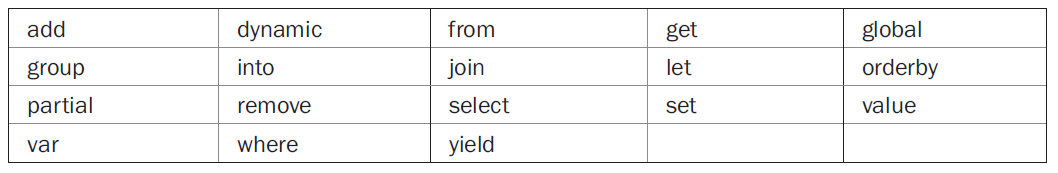 add dynamic from get global
group into join let orderby
partial remove select set value
var where yield